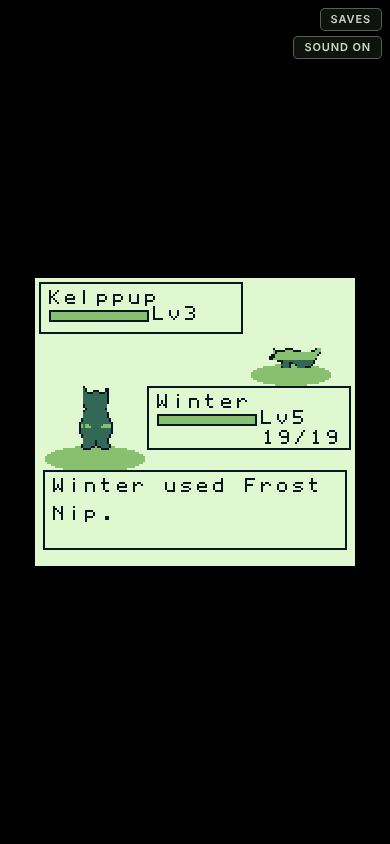 SAVES
SOUND ON
Kelppup
Lv3
Winter
Lv5
19/19
Winter used Frost
Nip.